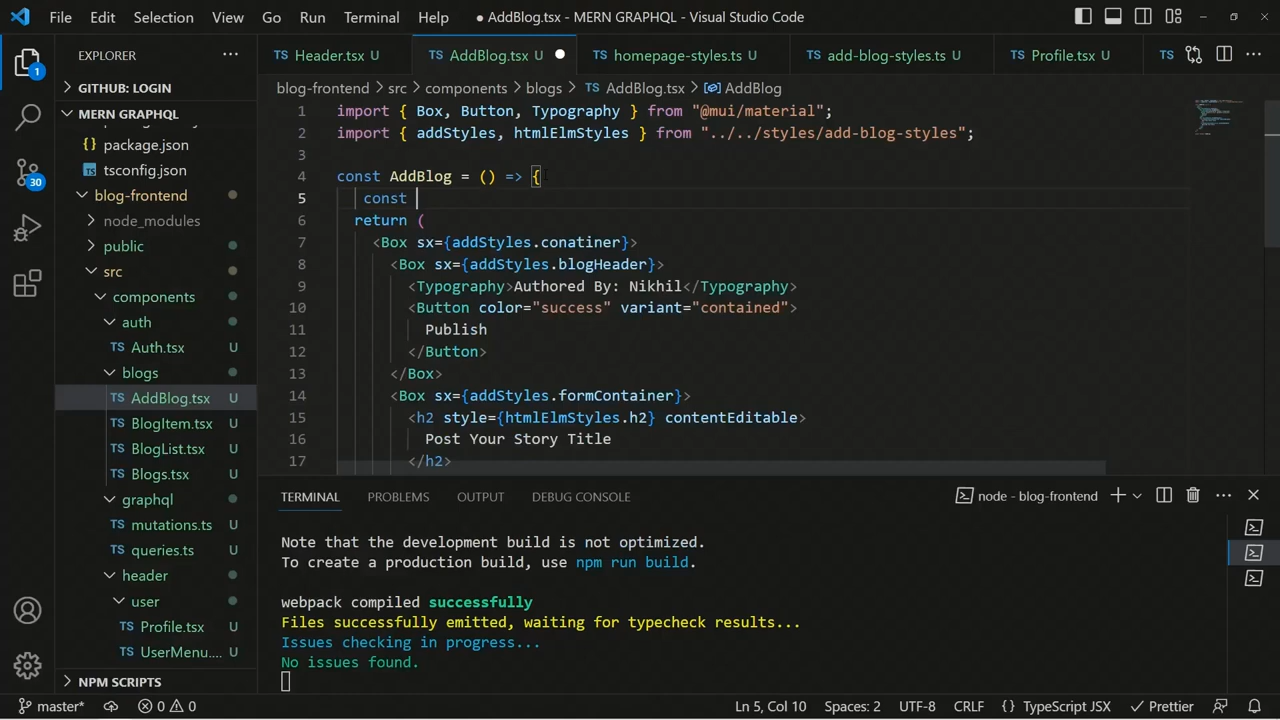 File Edit Selection View Go Run Terminal Help ● AddBlog.tsx - MERN GRAPHQL - Visual Studio Code
EXPLORER ...
TS Header.tsx U TS AddBlog.tsx U ● TS homepage-styles.ts U TS add-blog-styles.ts U TS Profile.tsx U TS ...
GITHUB: LOGIN
MERN GRAPHQL
{} package.json
tsconfig.json
blog-frontend
node_modules
public
src
components
auth
TS Auth.tsx U
blogs
TS AddBlog.tsx U
TS BlogItem.tsx U
TS BlogList.tsx U
TS Blogs.tsx U
graphql
TS mutations.ts U
TS queries.ts U
header
user
TS Profile.tsx U
TS UserMenu.... U
NPM SCRIPTS
1
30
blog-frontend > src > components > blogs > TS AddBlog.tsx > AddBlog
1 import { Box, Button, Typography } from "@mui/material";
2 import { addStyles, htmlElmStyles } from "../../styles/add-blog-styles";
3
4 const AddBlog = () => {
5 const
6 return (
7 <Box sx={addStyles.conatiner}>
8 <Box sx={addStyles.blogHeader}>
9 <Typography>Authored By: Nikhil</Typography>
10 <Button color="success" variant="contained">
11 Publish
12 </Button>
13 </Box>
14 <Box sx={addStyles.formContainer}>
15 <h2 style={htmlElmStyles.h2} contentEditable>
16 Post Your Story Title
17 </h2>
TERMINAL PROBLEMS OUTPUT DEBUG CONSOLE node - blog-frontend
Note that the development build is not optimized.
To create a production build, use npm run build.
webpack compiled successfully
Files successfully emitted, waiting for typecheck results...
Issues checking in progress...
No issues found.
master* 0 0 Ln 5, Col 10 Spaces: 2 UTF-8 CRLF {} TypeScript JSX Prettier